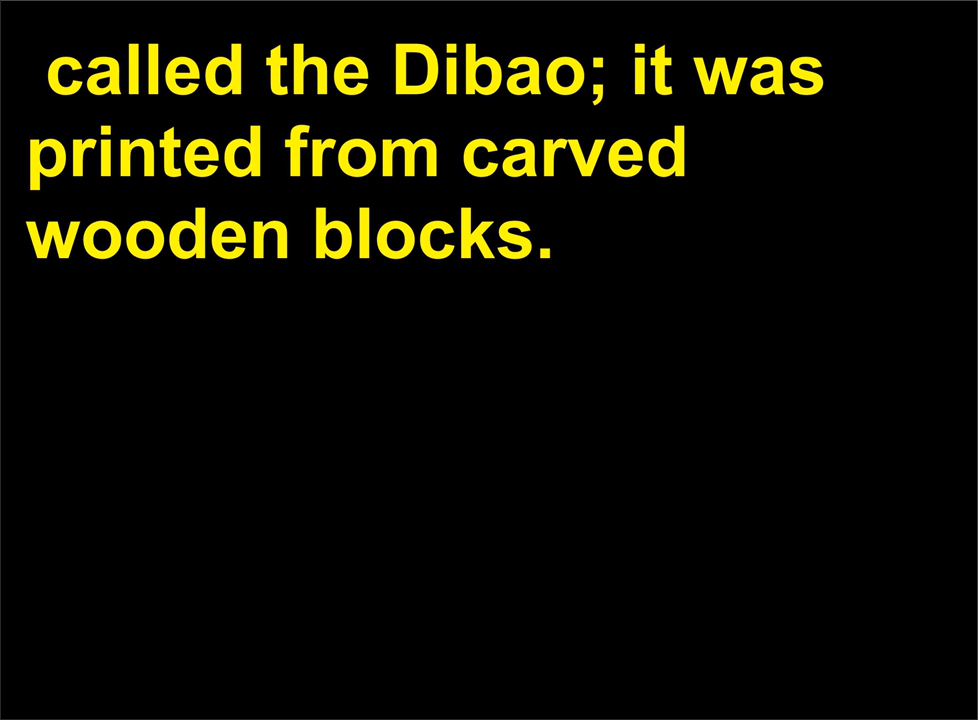 called the Dibao; it was
printed from carved
wooden blocks.